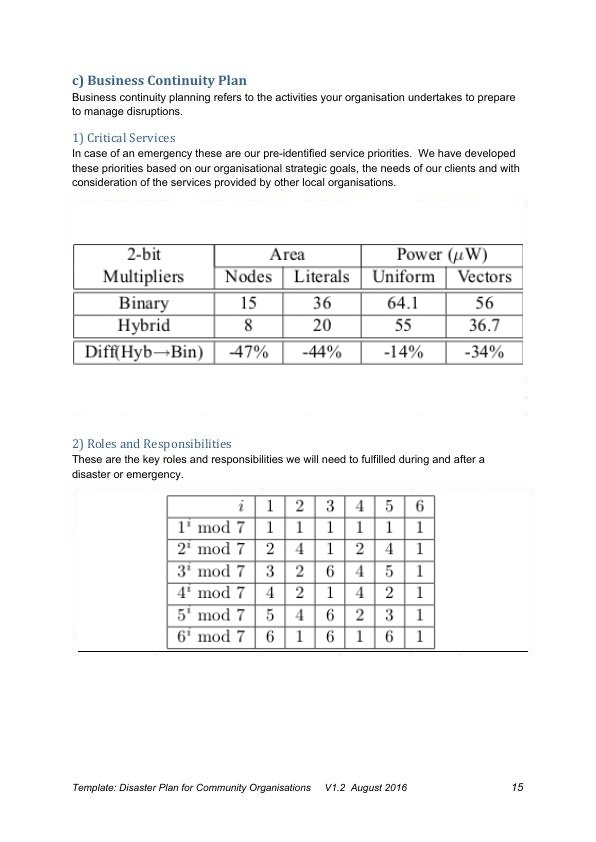 c) Business Continuity Plan
Business continuity planning refers to the activities your organisation undertakes to prepare
to manage disruptions.
1) Critical Services
In case of an emergency these are our pre-identified service priorities.  We have developed
these priorities based on our organisational strategic goals, the needs of our clients and with
consideration of the services provided by other local organisations.
2-bit Area Power (μW)
Multipliers Nodes Literals Uniform Vectors
Binary 15 36 64.1 56
Hybrid 8 20 55 36.7
Diff(Hyb→Bin) -47% -44% -14% -34%
2) Roles and Responsibilities
These are the key roles and responsibilities we will need to fulfilled during and after a
disaster or emergency.
i 1 2 3 4 5 6
1^i mod 7 1 1 1 1 1 1
2^i mod 7 2 4 1 2 4 1
3^i mod 7 3 2 6 4 5 1
4^i mod 7 4 2 1 4 2 1
5^i mod 7 5 4 6 2 3 1
6^i mod 7 6 1 6 1 6 1
Template: Disaster Plan for Community Organisations V1.2 August 2016 15